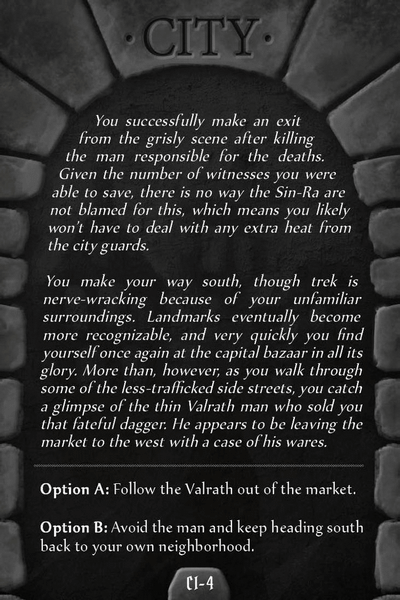 · CITY ·
You successfully make an exit
from the grisly scene after killing
the man responsible for the deaths.
Given the number of witnesses you were
able to save, there is no way the Sin-Ra are
not blamed for this, which means you likely
won't have to deal with any extra heat from
the city guards.
You make your way south, though trek is
nerve-wracking because of your unfamiliar
surroundings. Landmarks eventually become
more recognizable, and very quickly you find
yourself once again at the capital bazaar in all its
glory. More than, however, as you walk through
some of the less-trafficked side streets, you catch
a glimpse of the thin Valrath man who sold you
that fateful dagger. He appears to be leaving the
market to the west with a case of his wares.
Option A: Follow the Valrath out of the market.
Option B: Avoid the man and keep heading south
back to your own neighborhood.
C1-4